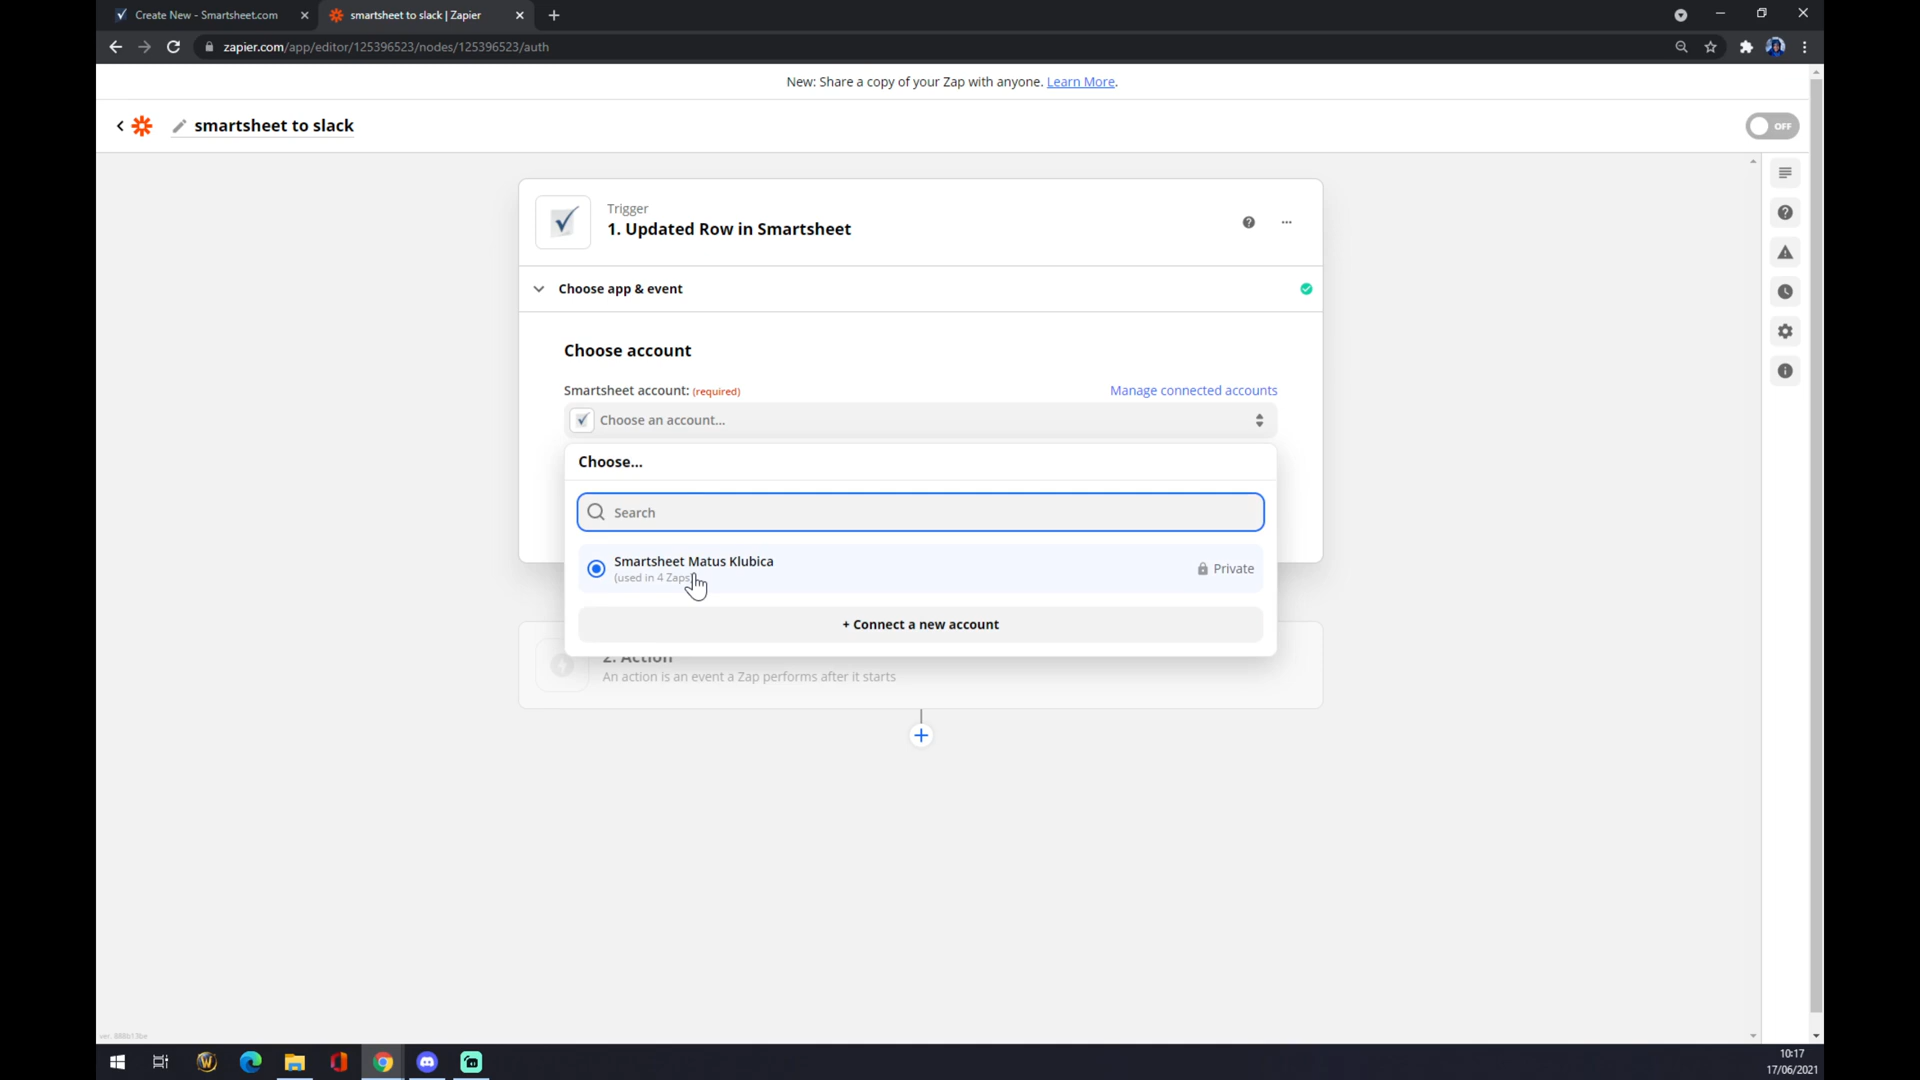 Create New - Smartsheet.com
smartsheet to slack | Zapier
zapier.com/app/editor/125396523/nodes/125396523/auth
New: Share a copy of your Zap with anyone. Learn More.
smartsheet to slack
OFF
Trigger
1. Updated Row in Smartsheet
Choose app & event
Choose account
Smartsheet account: (required)
Manage connected accounts
Choose an account...
Choose...
Search
Smartsheet Matus Klubica
(used in 4 Zaps
Private
+ Connect a new account
2. Action
An action is an event a Zap performs after it starts
10:17
17/06/2021